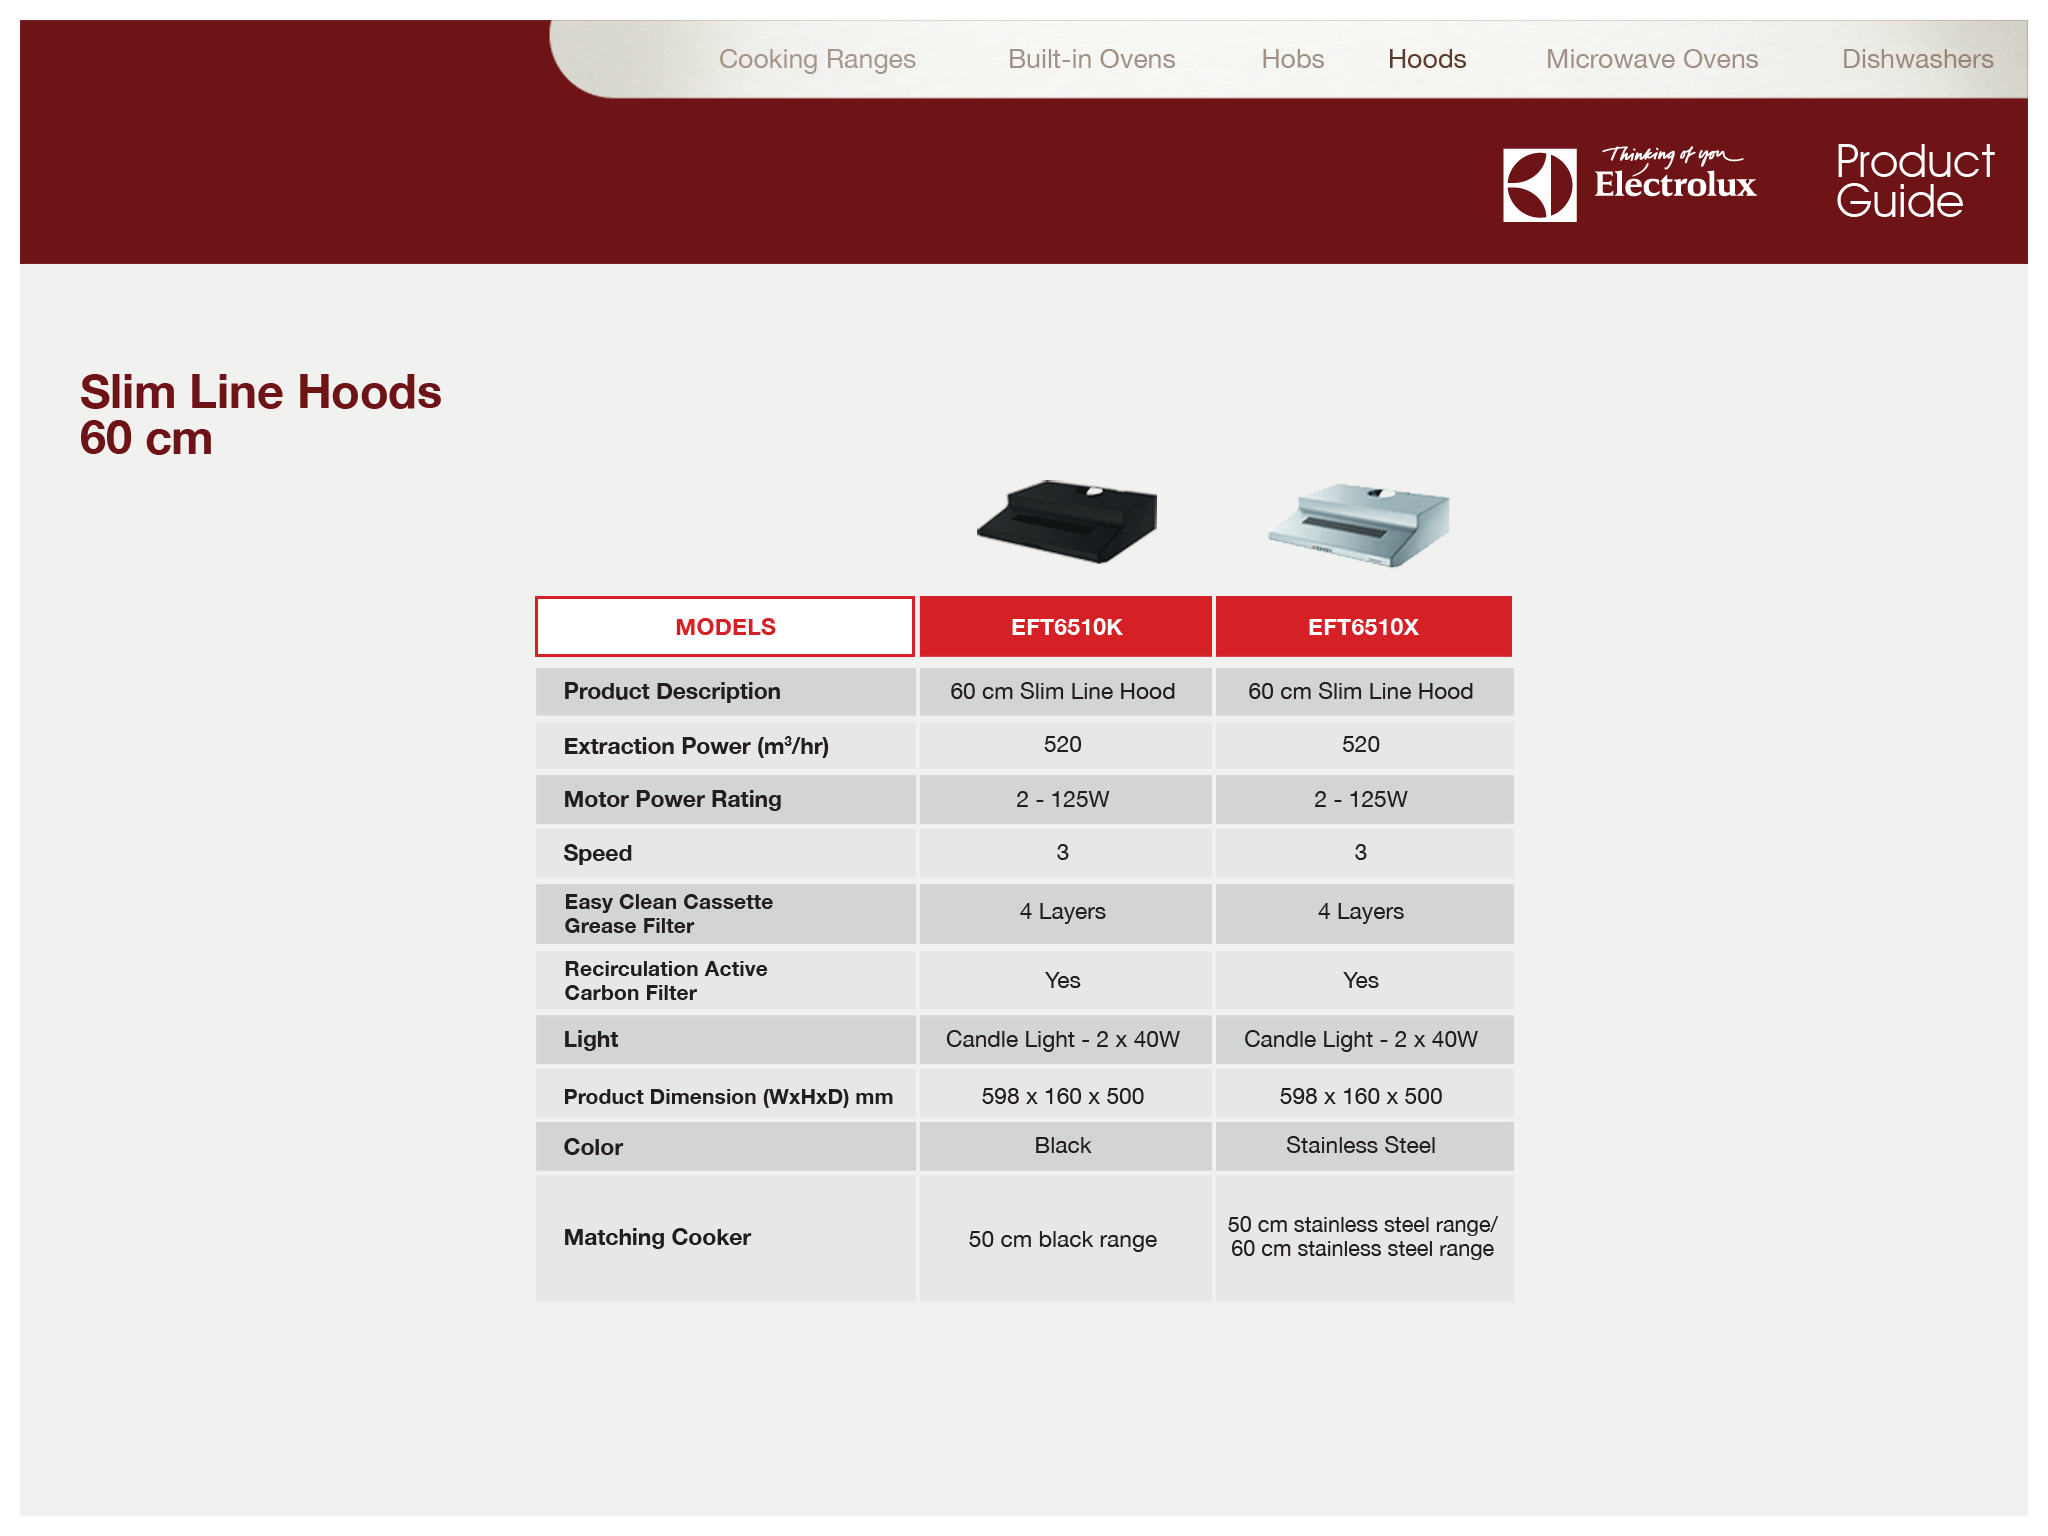 Cooking Ranges Built-in Ovens Hobs Hoods Microwave Ovens Dishwashers
Thinking of you
Electrolux
Product
Guide
Slim Line Hoods
60 cm
MODELS EFT6510K EFT6510X
Product Description 60 cm Slim Line Hood 60 cm Slim Line Hood
Extraction Power (m³/hr) 520 520
Motor Power Rating 2 - 125W 2 - 125W
Speed 3 3
Easy Clean Cassette
Grease Filter 4 Layers 4 Layers
Recirculation Active
Carbon Filter Yes Yes
Light Candle Light - 2 x 40W Candle Light - 2 x 40W
Product Dimension (WxHxD) mm 598 x 160 x 500 598 x 160 x 500
Color Black Stainless Steel
Matching Cooker 50 cm black range 50 cm stainless steel range/
60 cm stainless steel range